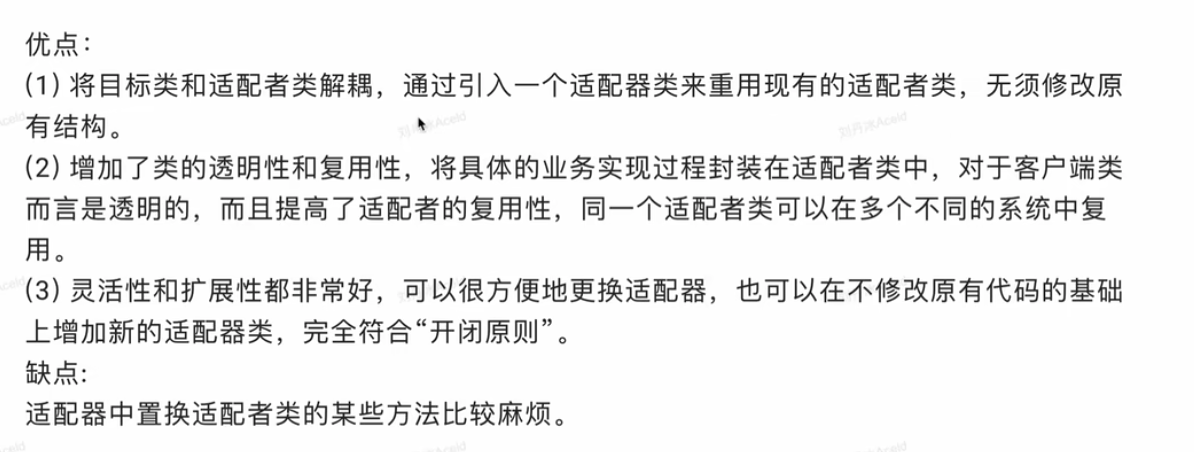 优点：
(1) 将目标类和适配者类解耦，通过引入一个适配器类来重用现有的适配者类，无须修改原
有结构。
(2) 增加了类的透明性和复用性，将具体的业务实现过程封装在适配者类中，对于客户端类
而言是透明的，而且提高了适配者的复用性，同一个适配者类可以在多个不同的系统中复
用。
(3) 灵活性和扩展性都非常好，可以很方便地更换适配器，也可以在不修改原有代码的基础
上增加新的适配器类，完全符合“开闭原则”。
缺点:
适配器中置换适配者类的某些方法比较麻烦。